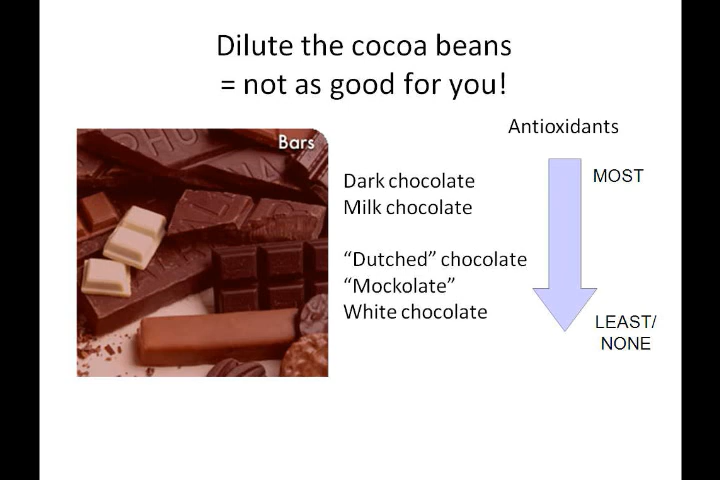 Dilute the cocoa beans
= not as good for you!
Antioxidants
Bars
Dark chocolate
Milk chocolate
"Dutched" chocolate
"Mockolate"
White chocolate
MOST
LEAST/
NONE